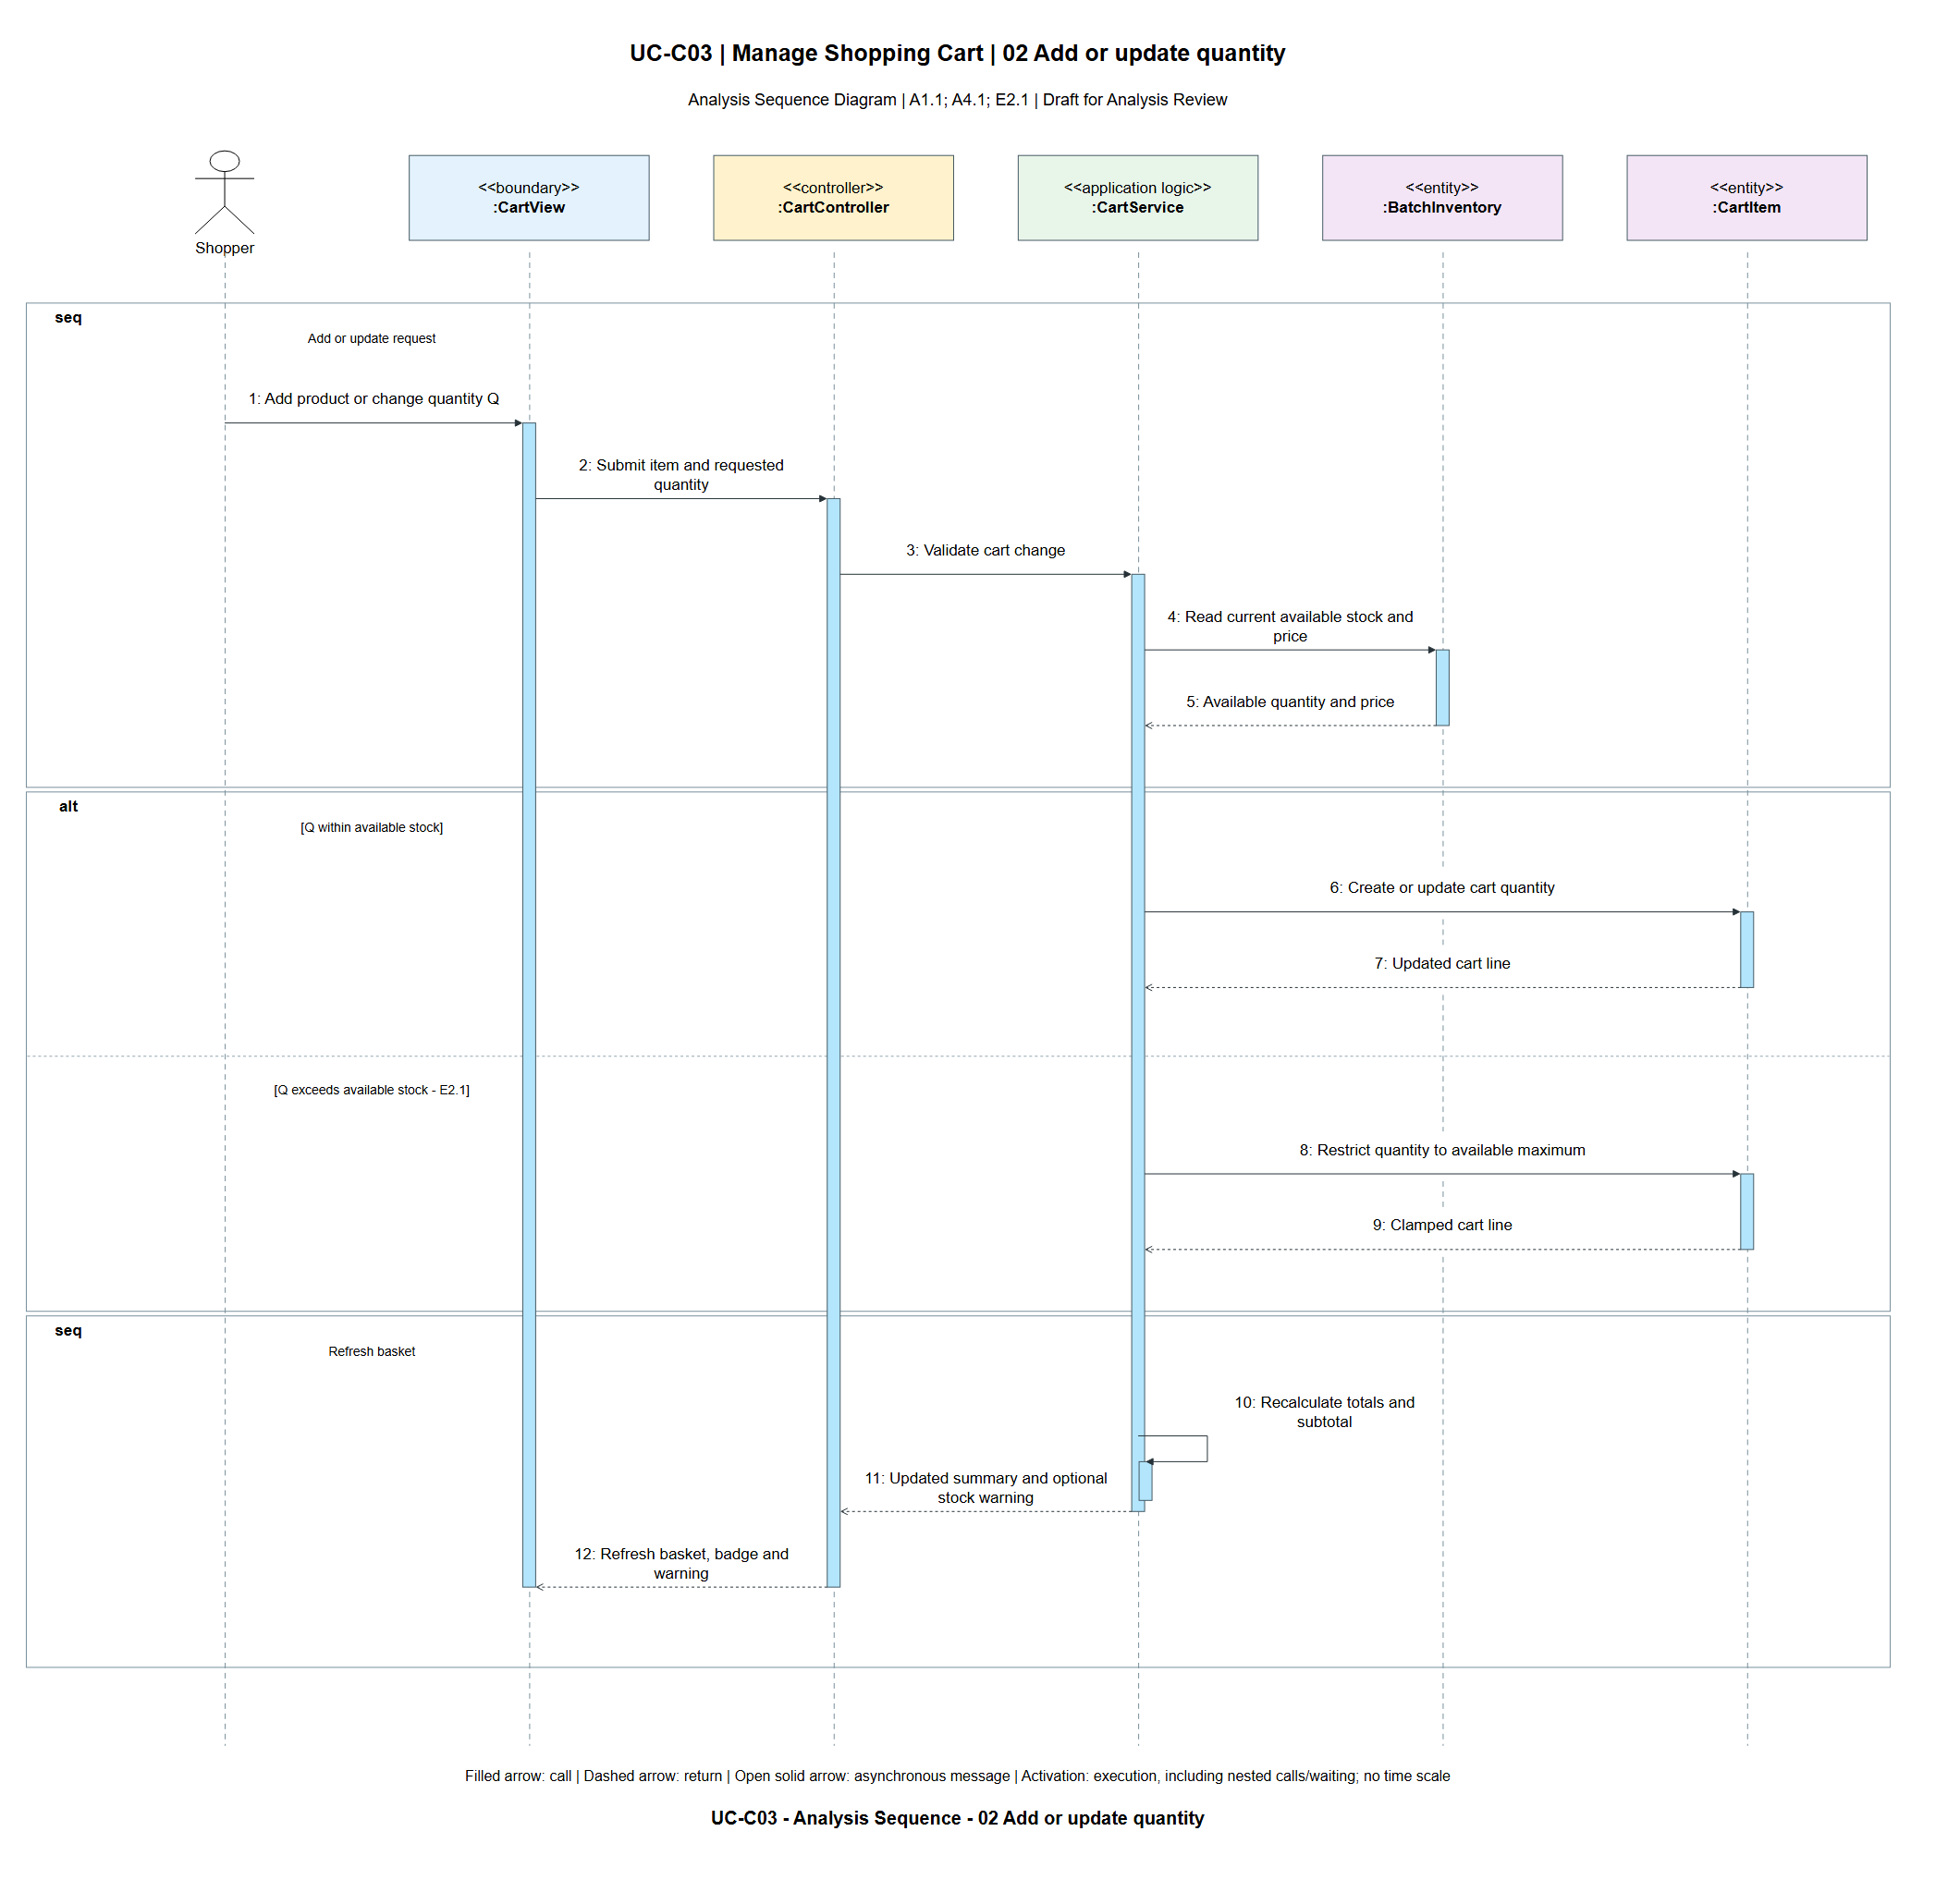 UC-C03 | Manage Shopping Cart | 02 Add or update quantity
Analysis Sequence Diagram | A1.1; A4.1; E2.1 | Draft for Analysis Review
Shopper
<<boundary>>
:CartView
<<controller>>
:CartController
<<application logic>>
:CartService
<<entity>>
:BatchInventory
<<entity>>
:CartItem
seq
Add or update request
1: Add product or change quantity Q
2: Submit item and requested
quantity
3: Validate cart change
4: Read current available stock and
price
5: Available quantity and price
alt
[Q within available stock]
6: Create or update cart quantity
7: Updated cart line
[Q exceeds available stock - E2.1]
8: Restrict quantity to available maximum
9: Clamped cart line
seq
Refresh basket
10: Recalculate totals and
subtotal
11: Updated summary and optional
stock warning
12: Refresh basket, badge and
warning
Filled arrow: call | Dashed arrow: return | Open solid arrow: asynchronous message | Activation: execution, including nested calls/waiting; no time scale
UC-C03 - Analysis Sequence - 02 Add or update quantity